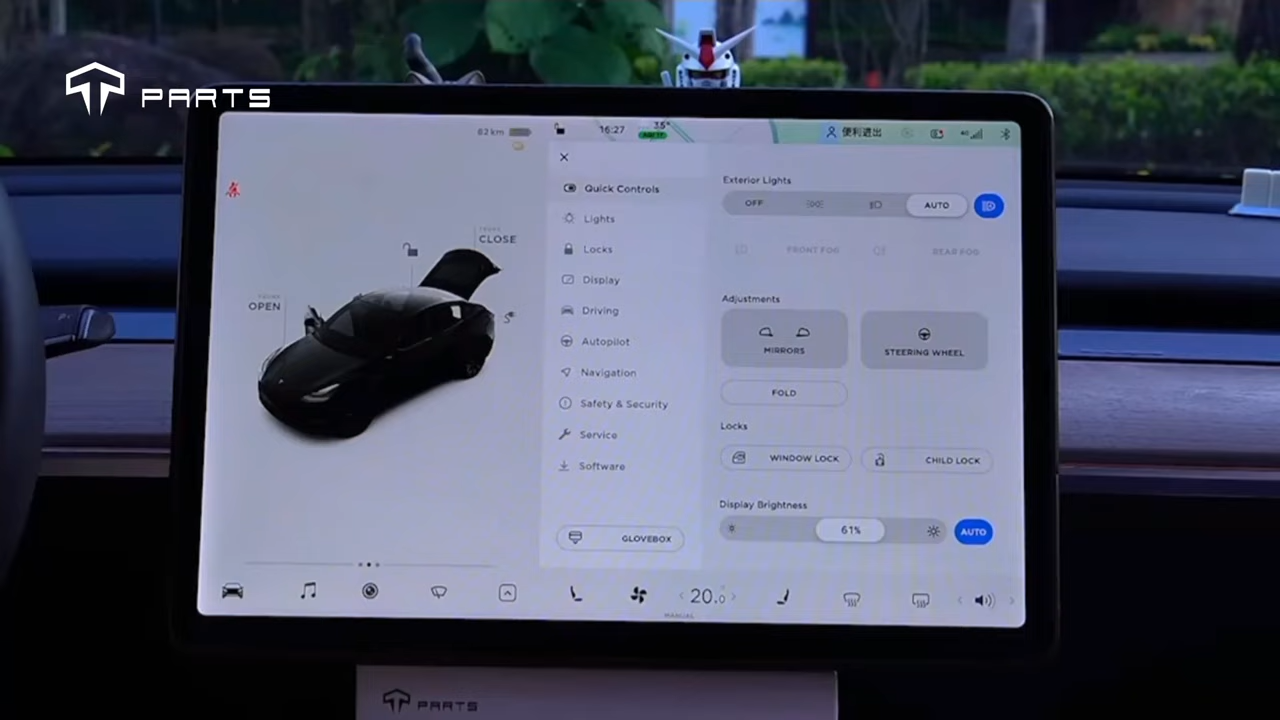 PARTS
82 km
16:27
35°
便利进出
4G
Quick Controls
Lights
Locks
Display
Driving
Autopilot
Navigation
Safety & Security
Service
Software
GLOVEBOX
CLOSE
OPEN
Exterior Lights
OFF
AUTO
FRONT FOG
REAR FOG
Adjustments
MIRRORS
STEERING WHEEL
FOLD
Locks
WINDOW LOCK
CHILD LOCK
Display Brightness
61%
AUTO
20.0
MANUAL
PARTS